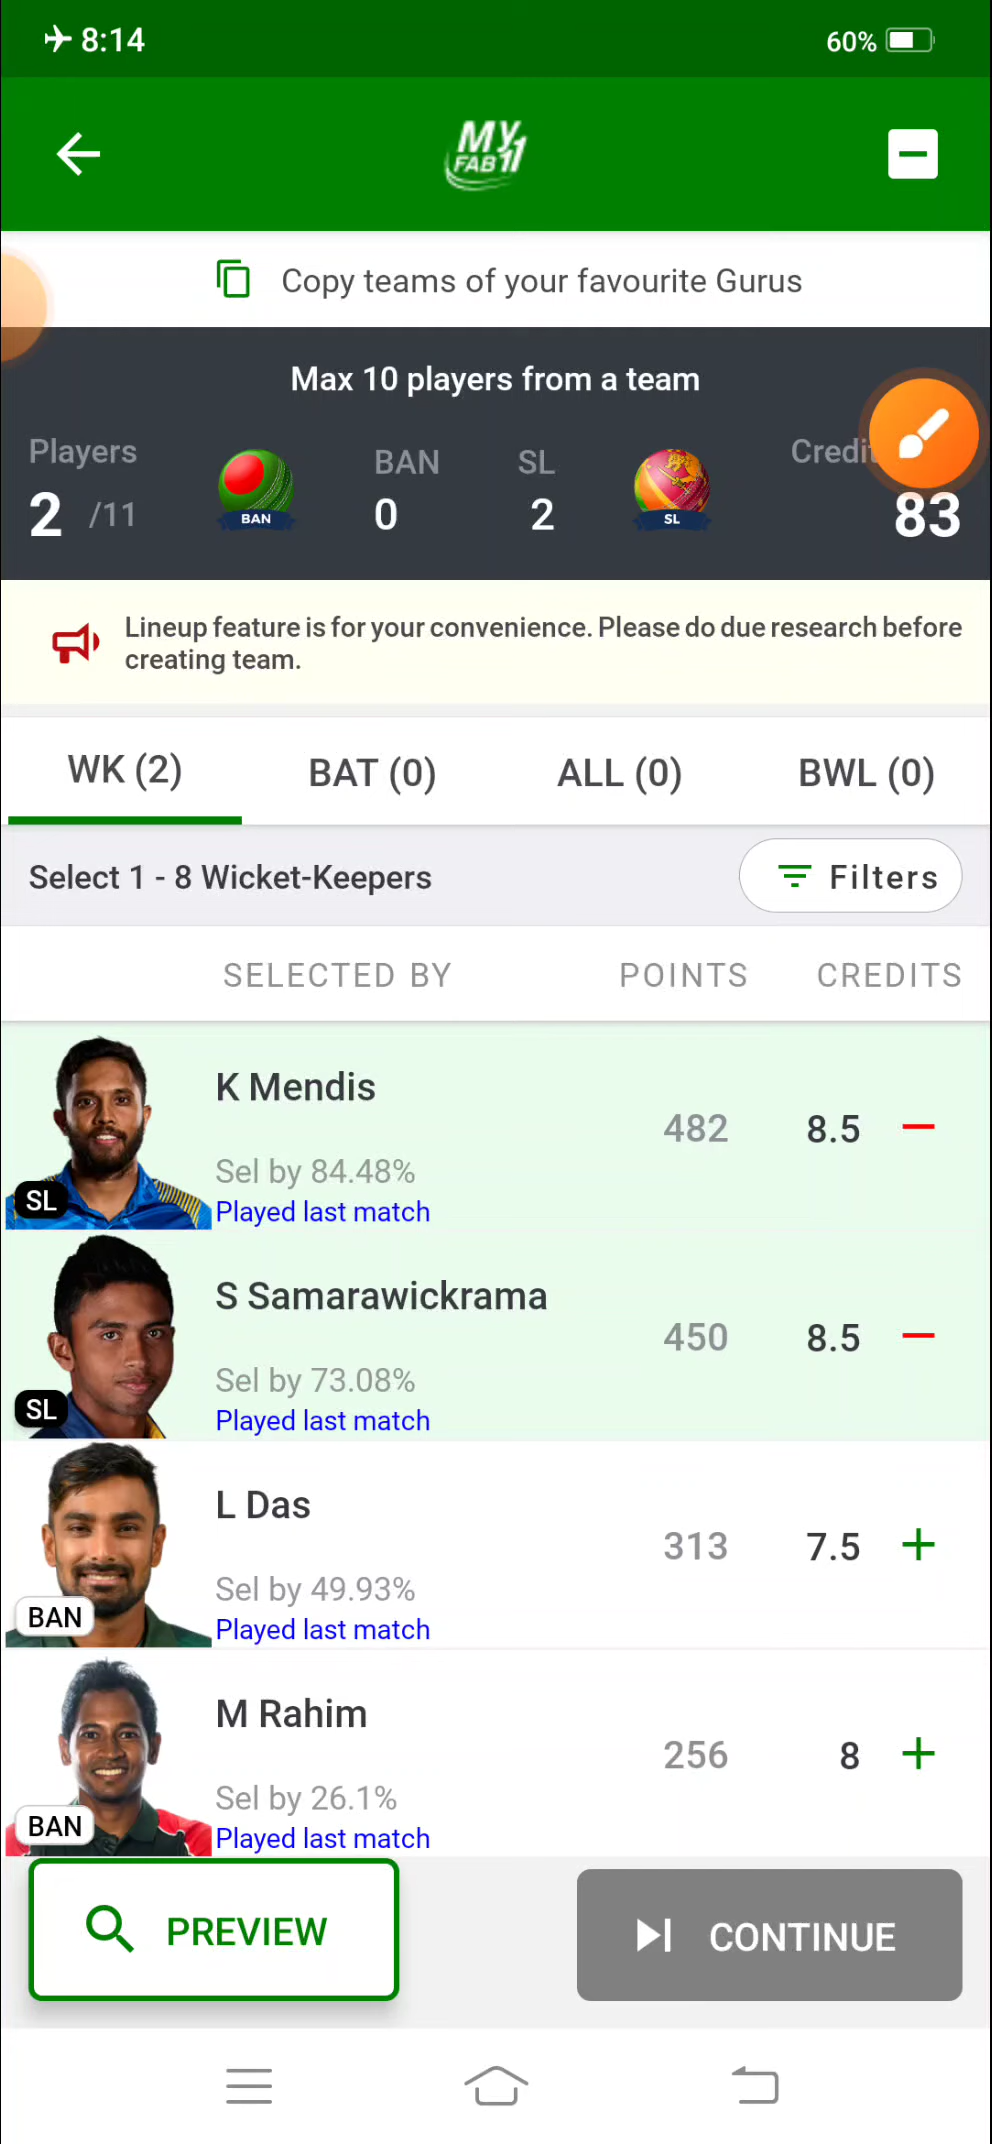 8:14
60%
MY
FAB11
Copy teams of your favourite Gurus
Max 10 players from a team
Players
BAN
SL
2 /11
BAN
0
2
SL
83
Lineup feature is for your convenience. Please do due research before
creating team.
WK (2)
BAT (0)
ALL (0)
BWL (0)
Select 1 - 8 Wicket-Keepers
Filters
SELECTED BY
POINTS
CREDITS
K Mendis
482
8.5
Sel by 84.48%
SL
Played last match
S Samarawickrama
450
8.5
Sel by 73.08%
SL
Played last match
L Das
313
7.5
Sel by 49.93%
BAN
Played last match
M Rahim
256
8
Sel by 26.1%
BAN
Played last match
PREVIEW
CONTINUE